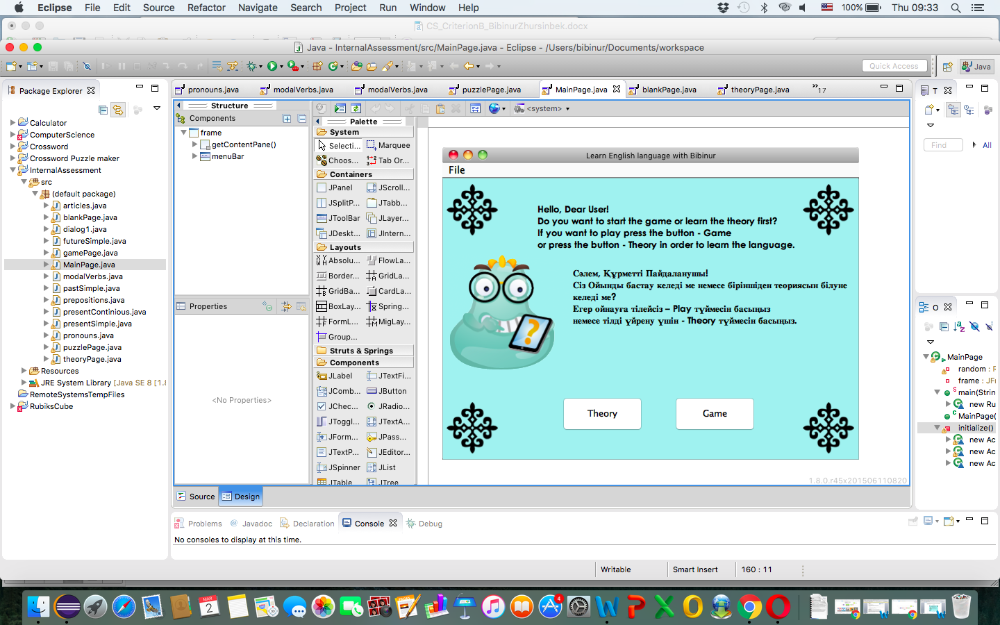 Eclipse File Edit Source Refactor Navigate Search Project Run Window Help 100% Thu 09:33
CS_CriterionB_BibinurZhursinbek.docx
Java - InternalAssessment/src/MainPage.java - Eclipse - /Users/bibinur/Documents/workspace
Quick Access Java
Package Explorer
pronouns.java modalVerbs.java modalVerbs.java puzzlePage.java MainPage.java blankPage.java theoryPage.java »17
Calculator
ComputerScience
Crossword
Crossword Puzzle maker
InternalAssessment
src
(default package)
articles.java
blankPage.java
dialog1.java
futureSimple.java
gamePage.java
MainPage.java
modalVerbs.java
pastSimple.java
prepositions.java
presentContinious.java
presentSimple.java
pronouns.java
puzzlePage.java
theoryPage.java
Resources
JRE System Library [Java SE 8 [1.8
RemoteSystemsTempFiles
RubiksCube
Structure
Components
frame
getContentPane()
menuBar
Properties
<No Properties>
<system>
Palette
System
Selecti... Marquee
Choos... Tab Or...
Containers
JPanel JScroll...
JSplitP... JTabb...
JToolBar JLayer...
JDeskt... JIntern...
Layouts
Absolu... FlowLa...
Border... GridLa...
GridBa... CardLa...
BoxLay... Spring...
FormL... MigLay...
Group...
Struts & Springs
Components
JLabel JTextFi...
JComb... JButton
JChec... JRadio...
JToggl... JTextA...
JForm... JPass...
JTextP... JEditor...
JSpinner JList
JTable JTree
Learn English language with Bibinur
File
Hello, Dear User!
Do you want to start the game or learn the theory first?
If you want to play press the button - Game
or press the button - Theory in order to learn the language.
Сәлем, Құрметті Пайдаланушы!
Сіз Ойынды бастау келеді ме немесе біріншіден теориясын білуне
келеді ме?
Егер ойнауға тілейсіз – Play түймесін басыңыз
немесе тілді үйрену үшін - Theory түймесін басыңыз.
?
Theory Game
1.8.0.r45x201506110820
Source Design
T
Find All
O
MainPage
random :
frame : JF
main(Strin
new Ru
MainPage(
initialize()
new Ac
new Ac
new Ac
Problems @ Javadoc Declaration Console Debug
No consoles to display at this time.
Writable Smart Insert 160 : 11
MAR
2
4